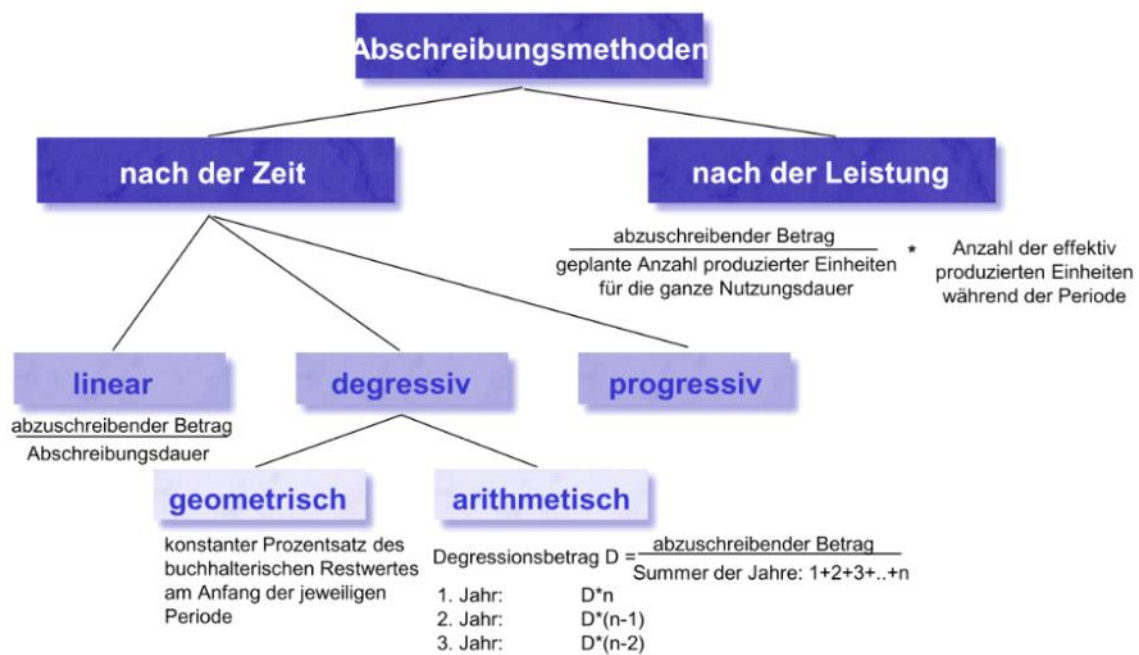 Abschreibungsmethoden
nach der Zeit
nach der Leistung
abzuschreibender Betrag
geplante Anzahl produzierter Einheiten
für die ganze Nutzungsdauer
*
Anzahl der effektiv
produzierten Einheiten
während der Periode
linear
degressiv
progressiv
abzuschreibender Betrag
Abschreibungsdauer
geometrisch
arithmetisch
konstanter Prozentsatz des
buchhalterischen Restwertes
am Anfang der jeweiligen
Periode
Degressionsbetrag D =
abzuschreibender Betrag
Summer der Jahre: 1+2+3+..+n
1. Jahr: D*n
2. Jahr: D*(n-1)
3. Jahr: D*(n-2)